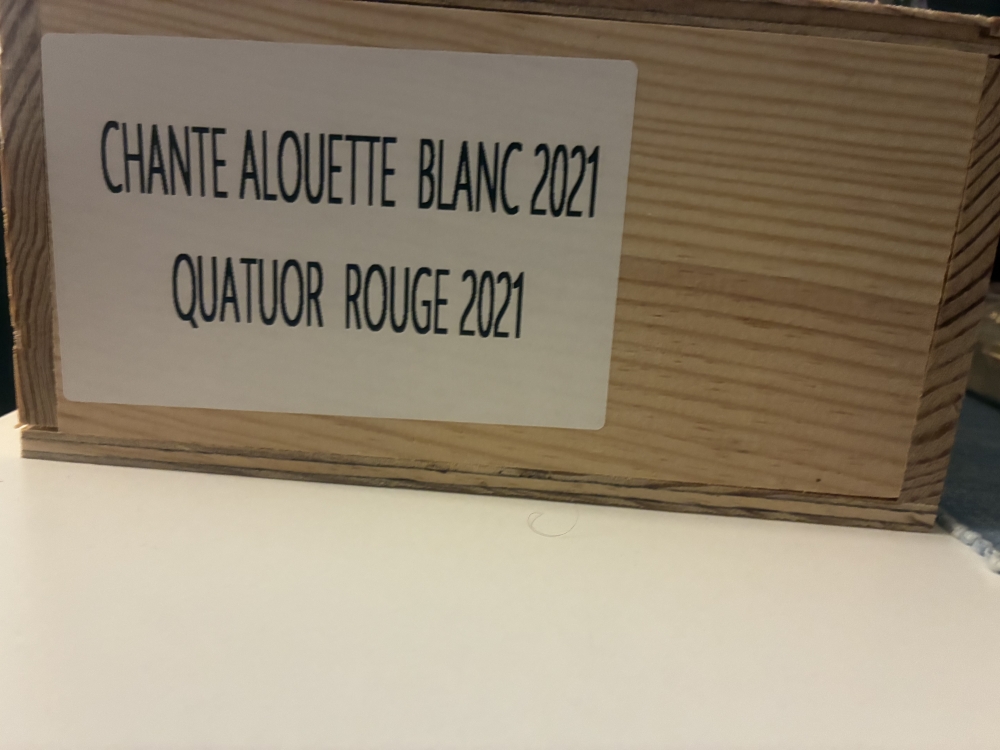 CHANTE ALOUETTE BLANC 2021
QUATUOR ROUGE 2021